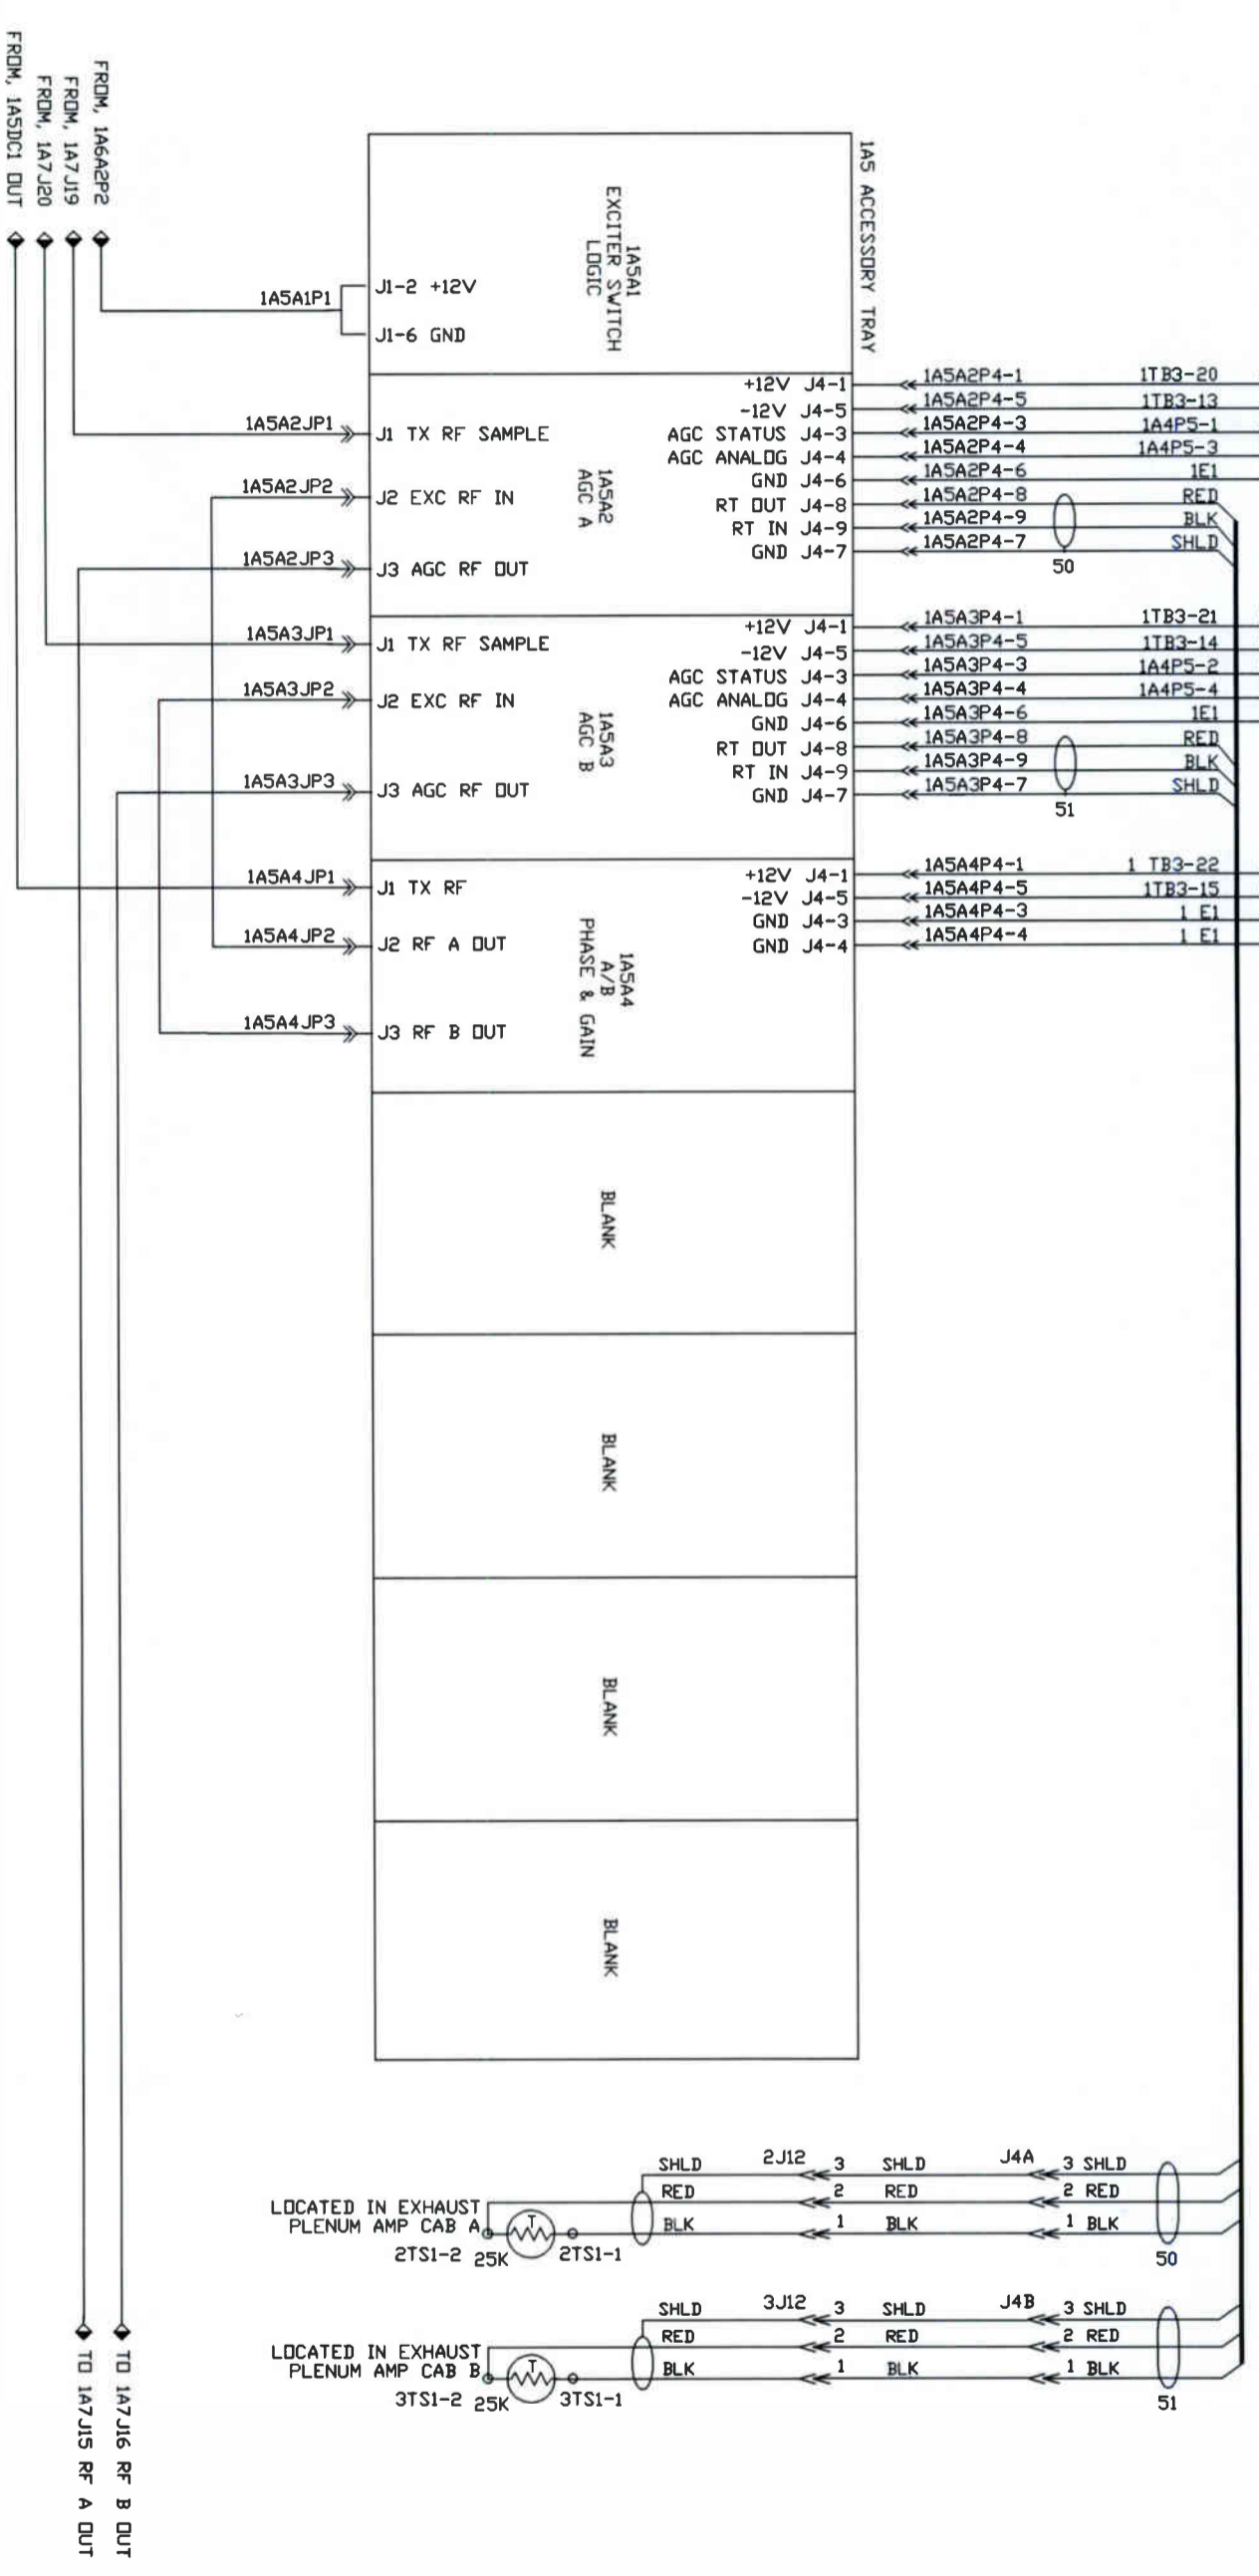 FROM, 1A5DC1 OUT
FROM, 1A7J20
FROM, 1A7J19
FROM, 1A6A2P2
1A5 ACCESSORY TRAY
1A5A1
EXCITER SWITCH
LOGIC
1A5A1P1
J1-2 +12V
J1-6 GND
1A5A2JP1
J1 TX RF SAMPLE
1A5A2JP2
J2 EXC RF IN
1A5A2JP3
J3 AGC RF OUT
1A5A2
AGC A
+12V J4-1 1A5A2P4-1 1TB3-20
-12V J4-5 1A5A2P4-5 1TB3-13
AGC STATUS J4-3 1A5A2P4-3 1A4P5-1
AGC ANALOG J4-4 1A5A2P4-4 1A4P5-3
GND J4-6 1A5A2P4-6 1E1
RT OUT J4-8 1A5A2P4-8 RED
RT IN J4-9 1A5A2P4-9 BLK
GND J4-7 1A5A2P4-7 SHLD
50
1A5A3JP1
J1 TX RF SAMPLE
1A5A3JP2
J2 EXC RF IN
1A5A3JP3
J3 AGC RF OUT
1A5A3
AGC B
+12V J4-1 1A5A3P4-1 1TB3-21
-12V J4-5 1A5A3P4-5 1TB3-14
AGC STATUS J4-3 1A5A3P4-3 1A4P5-2
AGC ANALOG J4-4 1A5A3P4-4 1A4P5-4
GND J4-6 1A5A3P4-6 1E1
RT OUT J4-8 1A5A3P4-8 RED
RT IN J4-9 1A5A3P4-9 BLK
GND J4-7 1A5A3P4-7 SHLD
51
1A5A4JP1
J1 TX RF
1A5A4JP2
J2 RF A OUT
1A5A4JP3
J3 RF B OUT
1A5A4
A/B
PHASE & GAIN
+12V J4-1 1A5A4P4-1 1 TB3-22
-12V J4-5 1A5A4P4-5 1TB3-15
GND J4-3 1A5A4P4-3 1 E1
GND J4-4 1A5A4P4-4 1 E1
BLANK
BLANK
BLANK
BLANK
SHLD 2J12 3 SHLD J4A 3 SHLD
RED 2 RED 2 RED
BLK 1 BLK 1 BLK
LOCATED IN EXHAUST
PLENUM AMP CAB A
T
2TS1-2 25K 2TS1-1
50
SHLD 3J12 3 SHLD J4B 3 SHLD
RED 2 RED 2 RED
BLK 1 BLK 1 BLK
LOCATED IN EXHAUST
PLENUM AMP CAB B
T
3TS1-2 25K 3TS1-1
51
TO 1A7J15 RF A OUT
TO 1A7J16 RF B OUT